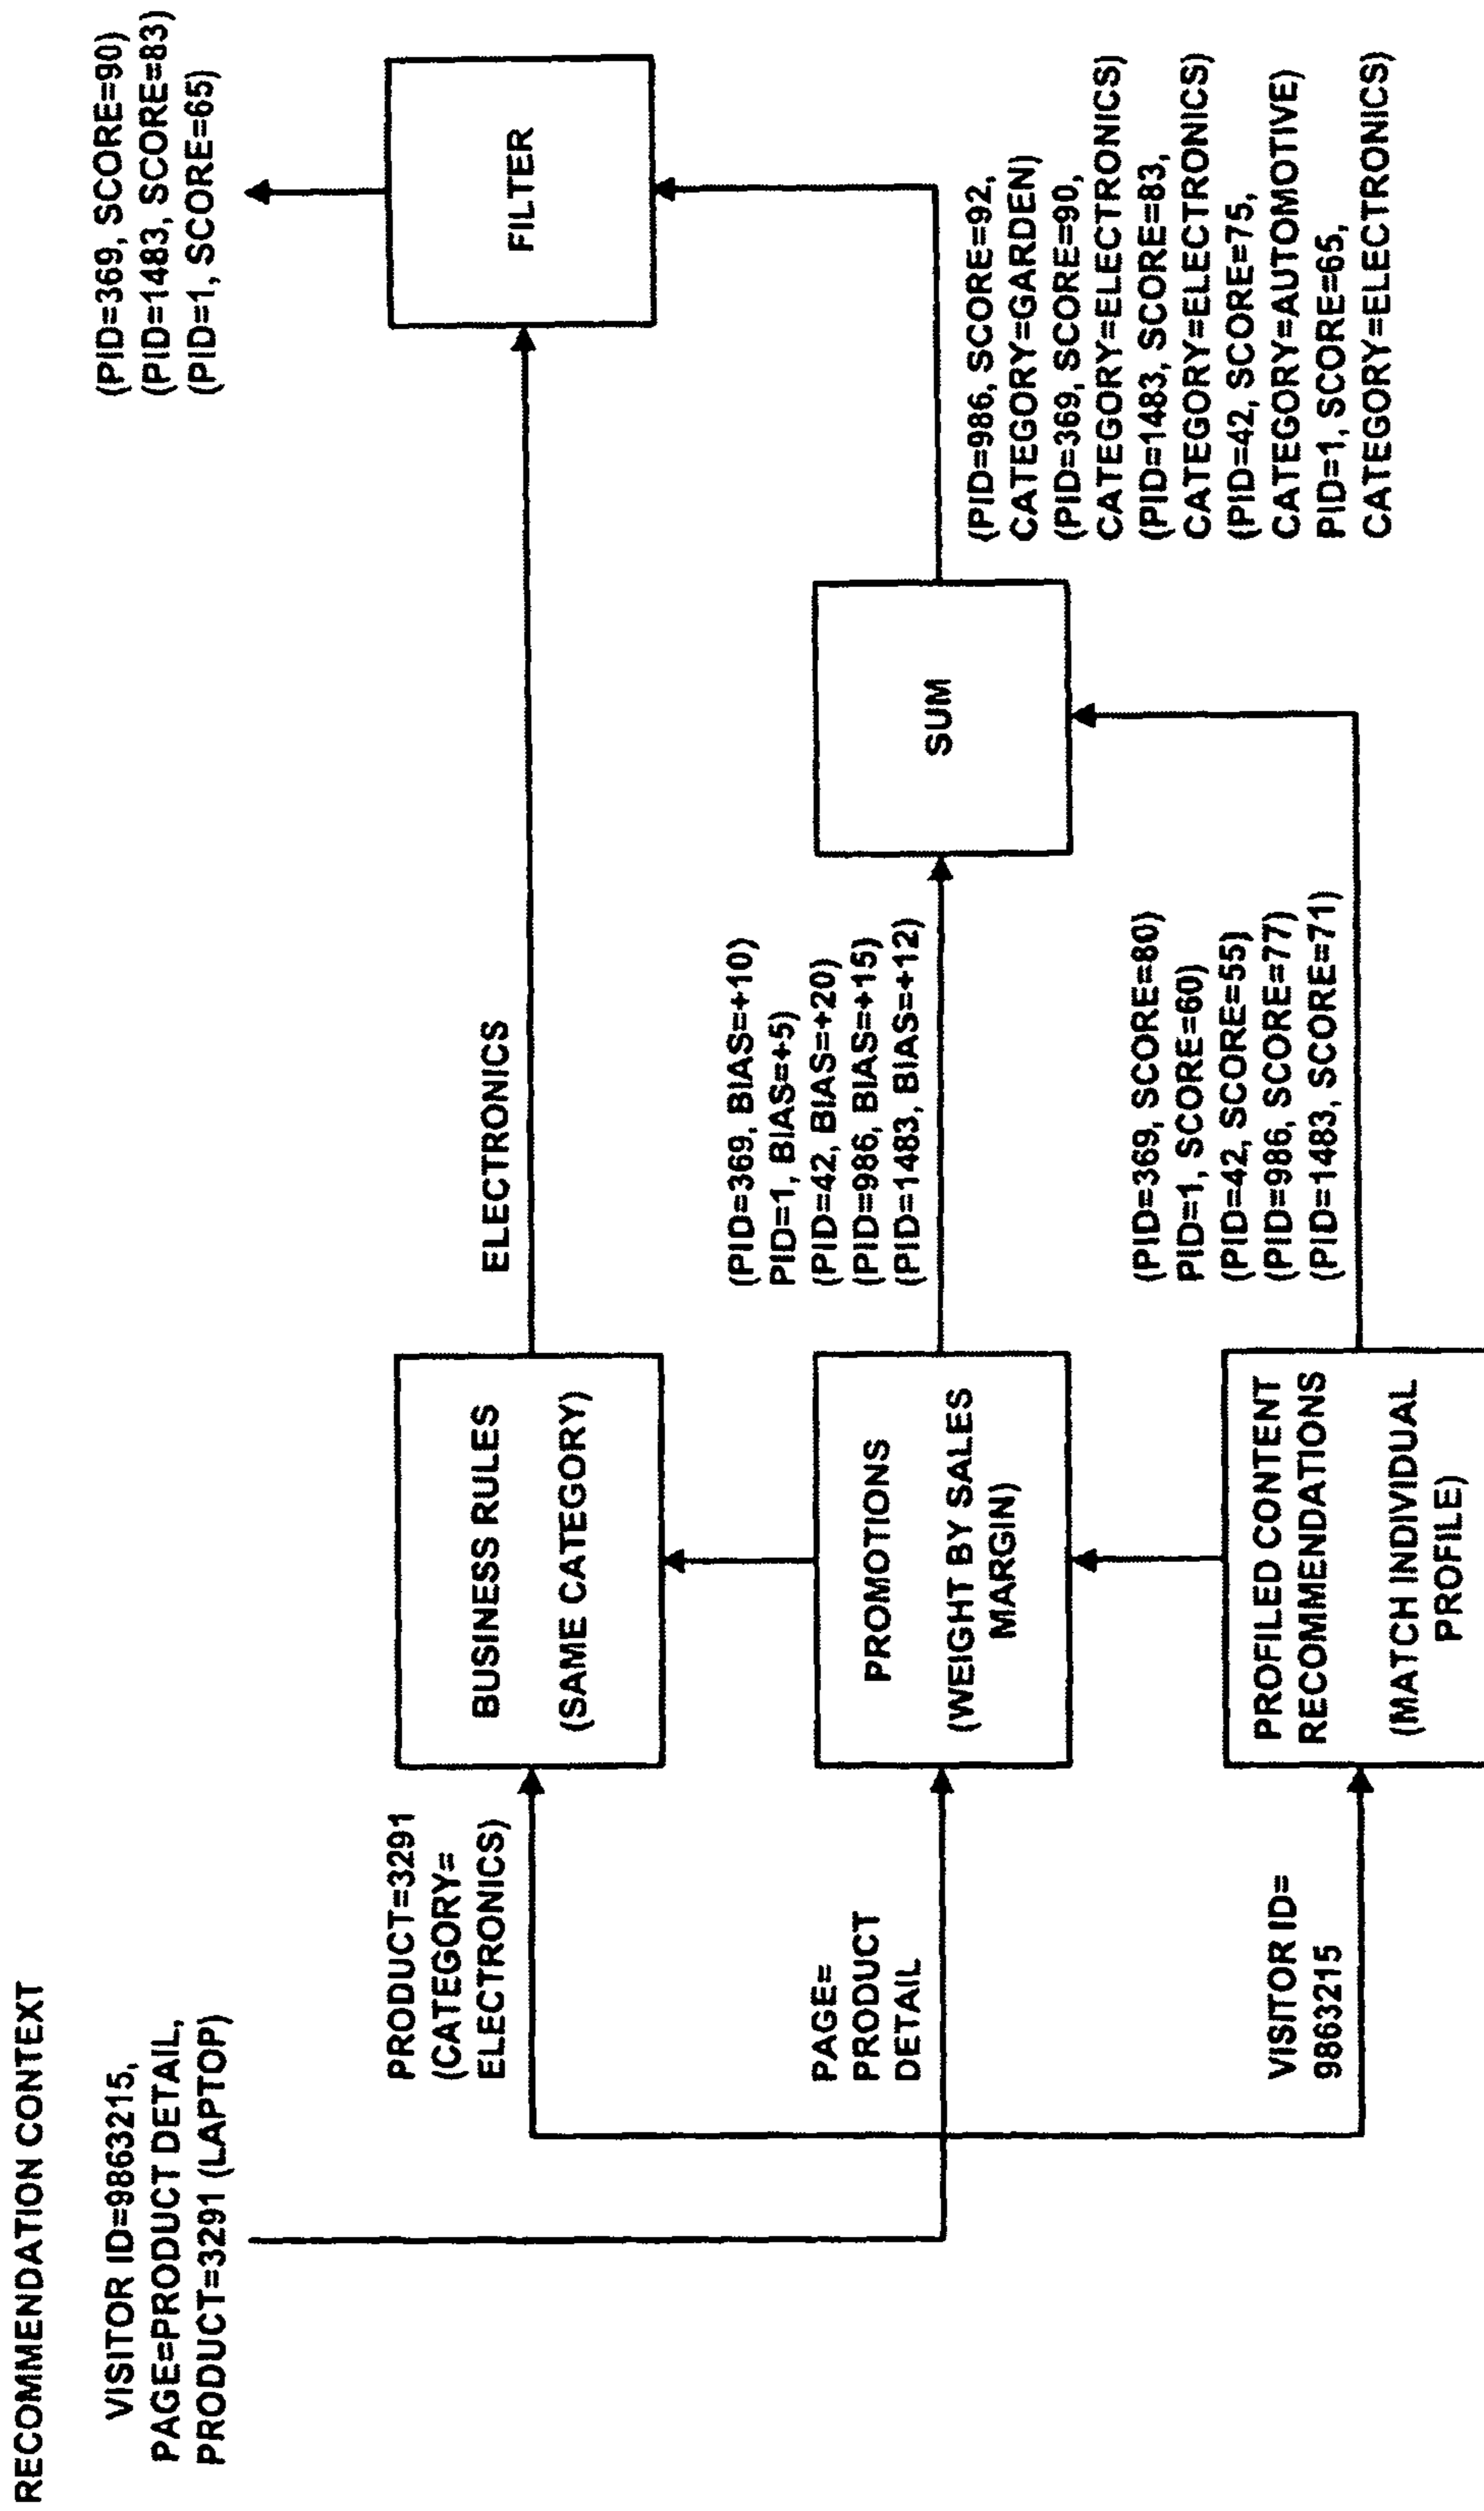 RECOMMENDATION CONTEXT
VISITOR ID=9863215,
PAGE=PRODUCT DETAIL,
PRODUCT=3291 (LAPTOP)
PRODUCT=3291
(CATEGORY=
ELECTRONICS)
PAGE=
PRODUCT
DETAIL
VISITOR ID=
9863215
BUSINESS RULES
(SAME CATEGORY)
PROMOTIONS
(WEIGHT BY SALES
MARGIN)
PROFILED CONTENT
RECOMMENDATIONS
(MATCH INDIVIDUAL
PROFILE)
ELECTRONICS
(PID=369, BIAS=+10)
PID=1, BIAS=+5)
(PID=42, BIAS=+20)
(PID=986, BIAS=+15)
(PID=1483, BIAS=+12)
(PID=369, SCORE=80)
PID=1, SCORE=60)
(PID=42, SCORE=55)
(PID=986, SCORE=77)
(PID=1483, SCORE=71)
SUM
(PID=986, SCORE=92,
CATEGORY=GARDEN)
(PID=369, SCORE=90,
CATEGORY=ELECTRONICS)
(PID=1483, SCORE=83,
CATEGORY=ELECTRONICS)
(PID=42, SCORE=75,
CATEGORY=AUTOMOTIVE)
PID=1, SCORE=65,
CATEGORY=ELECTRONICS)
FILTER
(PID=369, SCORE=90)
(PID=1483, SCORE=83)
(PID=1, SCORE=65)